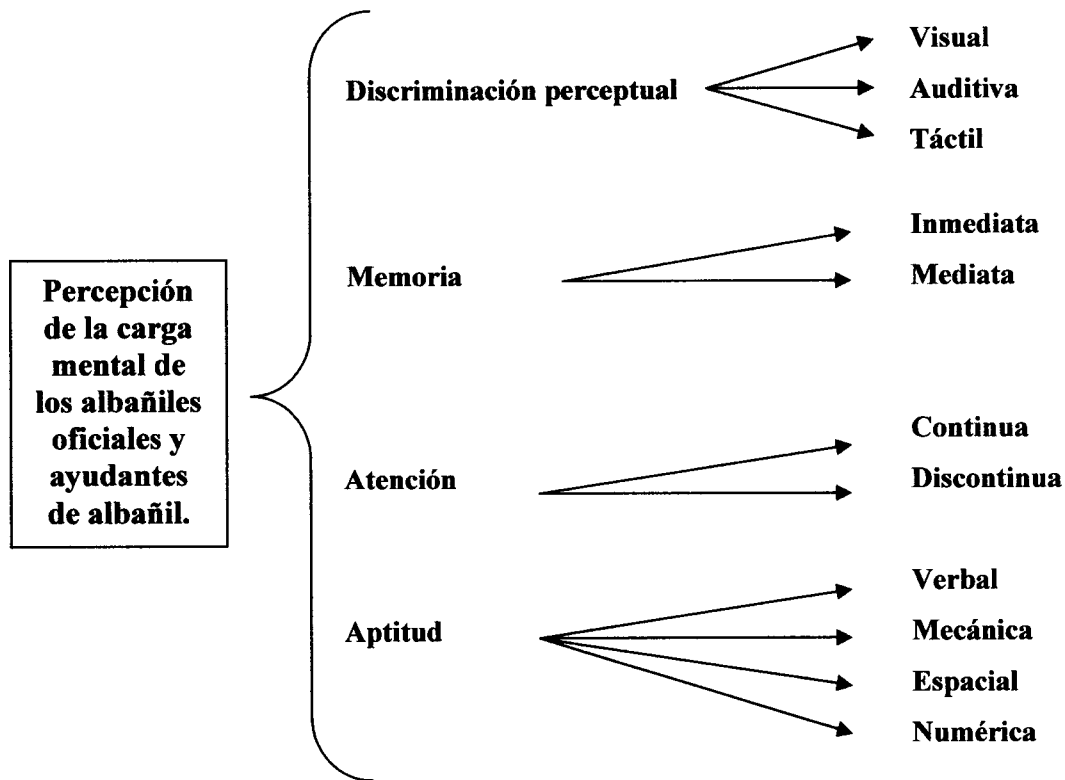 Percepción
de la carga
mental de
los albañiles
oficiales y
ayudantes
de albañil.
Discriminación perceptual
Visual
Auditiva
Táctil
Memoria
Inmediata
Mediata
Atención
Continua
Discontinua
Aptitud
Verbal
Mecánica
Espacial
Numérica